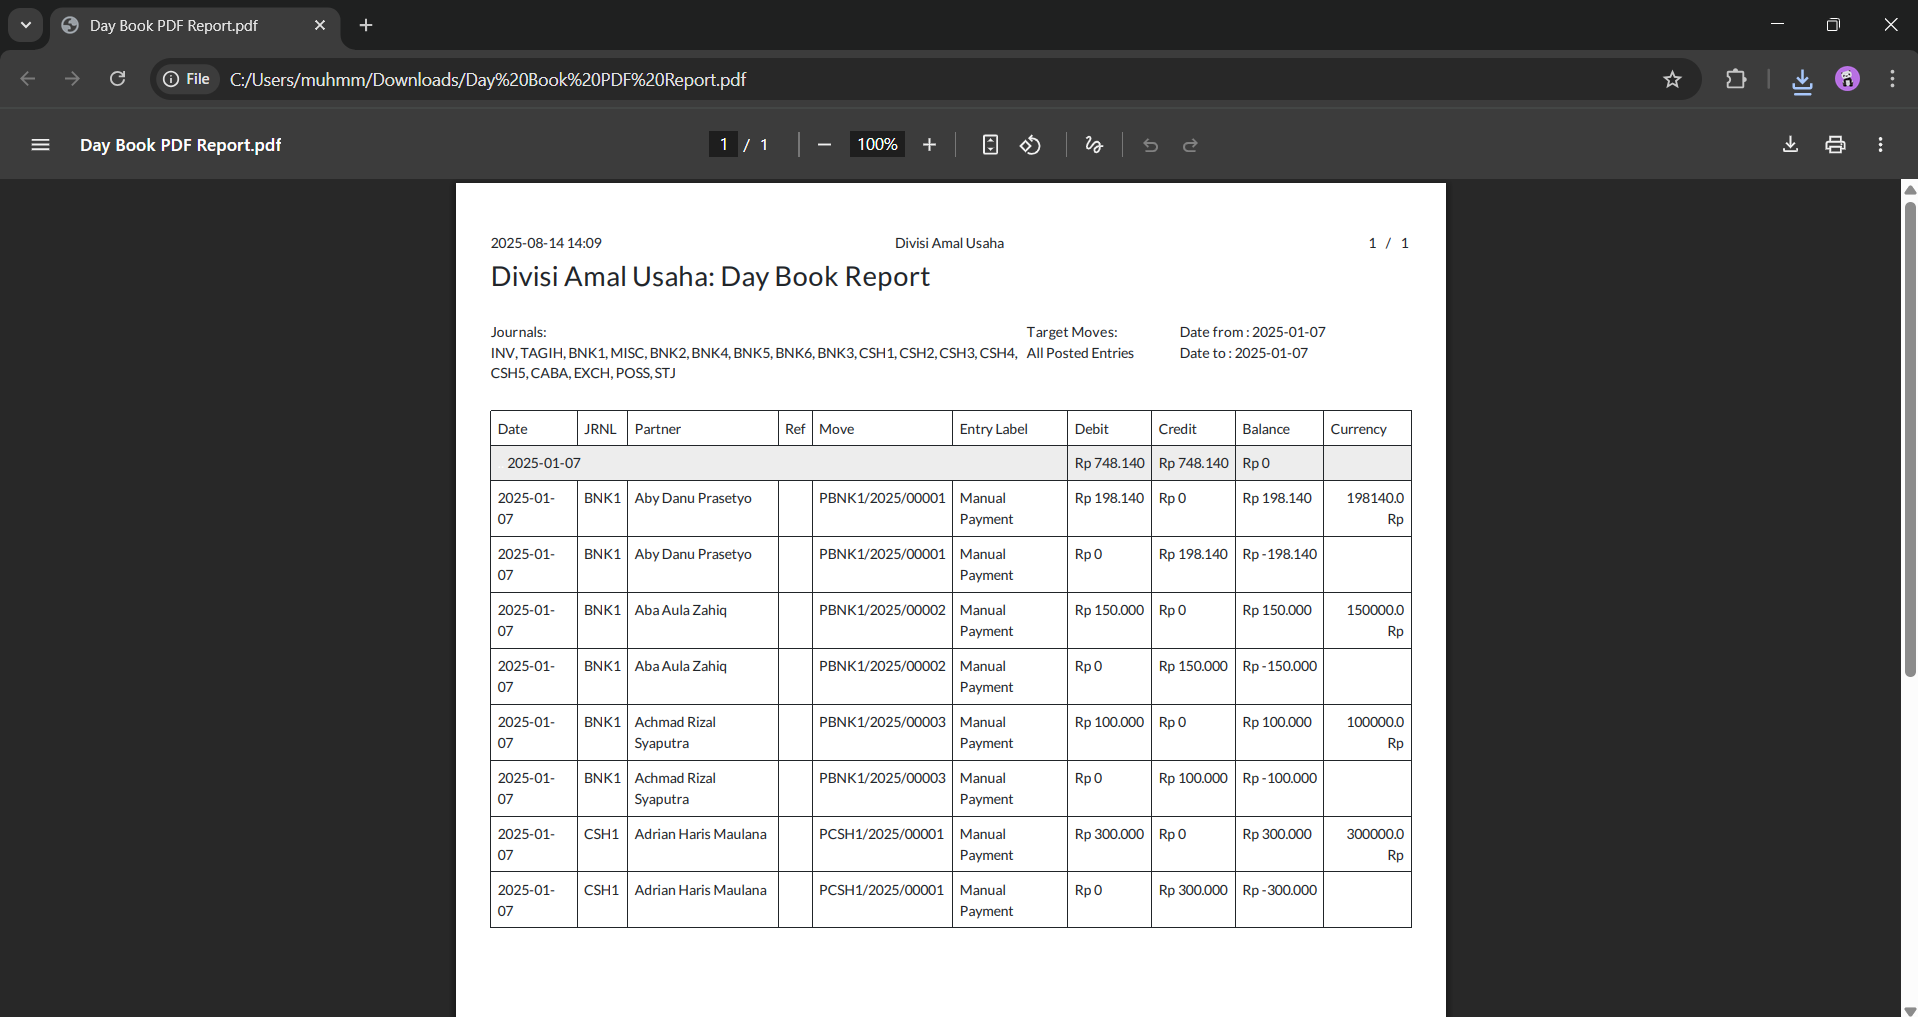 Day Book PDF Report.pdf
File C:/Users/muhmm/Downloads/Day%20Book%20PDF%20Report.pdf
Day Book PDF Report.pdf 1 / 1 100%
2025-08-14 14:09 Divisi Amal Usaha 1 / 1
Divisi Amal Usaha: Day Book Report
Journals: Target Moves: Date from : 2025-01-07
INV, TAGIH, BNK1, MISC, BNK2, BNK4, BNK5, BNK6, BNK3, CSH1, CSH2, CSH3, CSH4, All Posted Entries Date to : 2025-01-07
CSH5, CABA, EXCH, POSS, STJ
Date JRNL Partner Ref Move Entry Label Debit Credit Balance Currency
2025-01-07 Rp 748.140 Rp 748.140 Rp 0
2025-01- BNK1 Aby Danu Prasetyo PBNK1/2025/00001 Manual Rp 198.140 Rp 0 Rp 198.140 198140.0
07 Payment Rp
2025-01- BNK1 Aby Danu Prasetyo PBNK1/2025/00001 Manual Rp 0 Rp 198.140 Rp -198.140
07 Payment
2025-01- BNK1 Aba Aula Zahiq PBNK1/2025/00002 Manual Rp 150.000 Rp 0 Rp 150.000 150000.0
07 Payment Rp
2025-01- BNK1 Aba Aula Zahiq PBNK1/2025/00002 Manual Rp 0 Rp 150.000 Rp -150.000
07 Payment
2025-01- BNK1 Achmad Rizal PBNK1/2025/00003 Manual Rp 100.000 Rp 0 Rp 100.000 100000.0
07 Syaputra Payment Rp
2025-01- BNK1 Achmad Rizal PBNK1/2025/00003 Manual Rp 0 Rp 100.000 Rp -100.000
07 Syaputra Payment
2025-01- CSH1 Adrian Haris Maulana PCSH1/2025/00001 Manual Rp 300.000 Rp 0 Rp 300.000 300000.0
07 Payment Rp
2025-01- CSH1 Adrian Haris Maulana PCSH1/2025/00001 Manual Rp 0 Rp 300.000 Rp -300.000
07 Payment